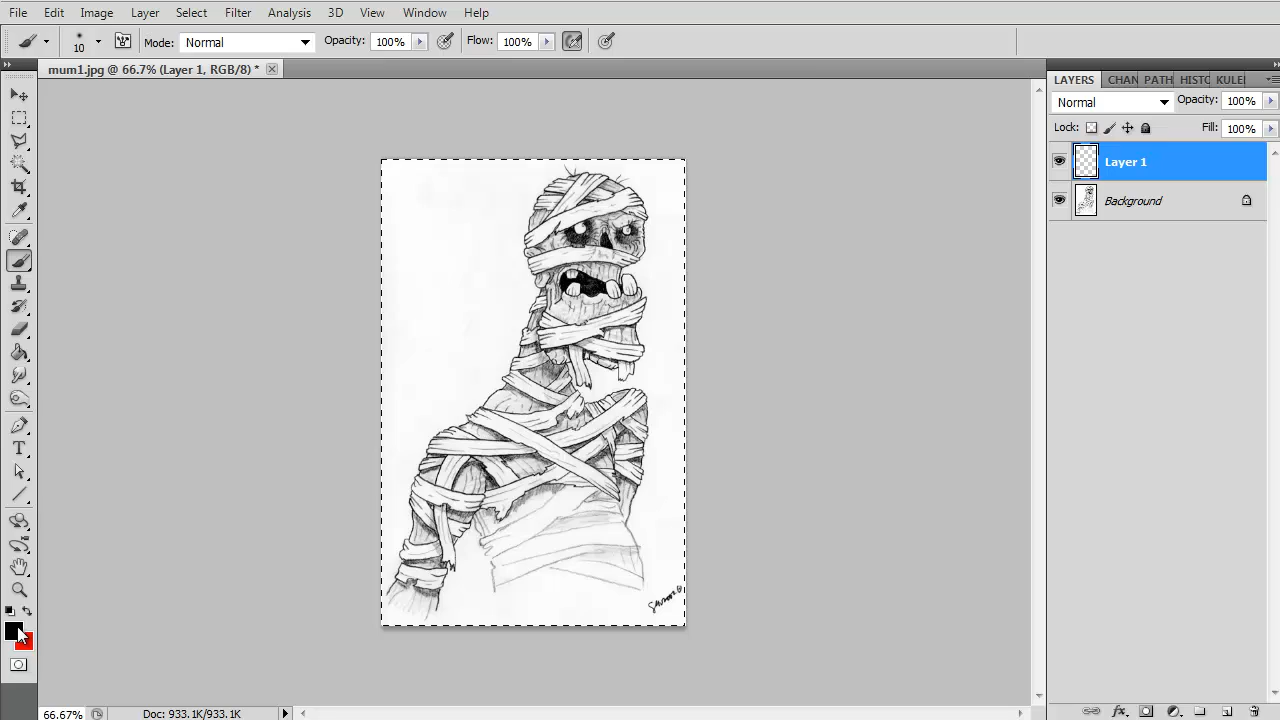 File Edit Image Layer Select Filter Analysis 3D View Window Help
10 Mode: Normal Opacity: 100% Flow: 100%
mum1.jpg @ 66.7% (Layer 1, RGB/8) *
LAYERS CHAN PATH HISTO KULEI
Normal Opacity: 100%
Lock: Fill: 100%
Layer 1
Background
66.67% Doc: 933.1K/933.1K